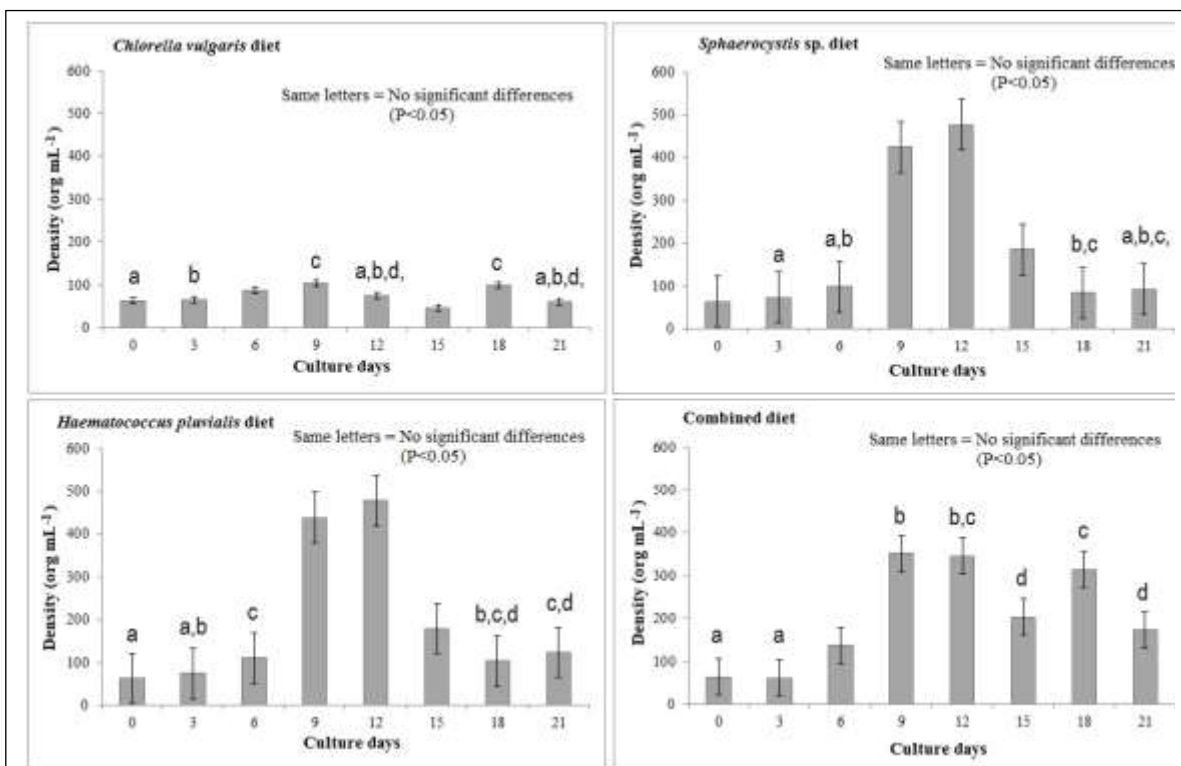 Chlorella vulgaris diet
600
Same letters = No significant differences
(P<0.05)
500
400
300
200
100
0
Density (org mL-1)
a b c a,b,d, c a,b,d,
0 3 6 9 12 15 18 21
Culture days
Sphaerocystis sp. diet
Same letters = No significant differences
(P<0.05)
600
500
400
300
200
100
0
Density (org mL-1)
a a,b b,c a,b,c,
0 3 6 9 12 15 18 21
Culture days
Haematococcus pluvialis diet
Same letters = No significant differences
(P<0.05)
600
500
400
300
200
100
0
Density (org mL-1)
a a,b c b,c,d c,d
0 3 6 9 12 15 18 21
Culture days
Combined diet
Same letters = No significant differences
(P<0.05)
600
500
400
300
200
100
0
Density (org mL-1)
a a b b,c d c d
0 3 6 9 12 15 18 21
Culture days